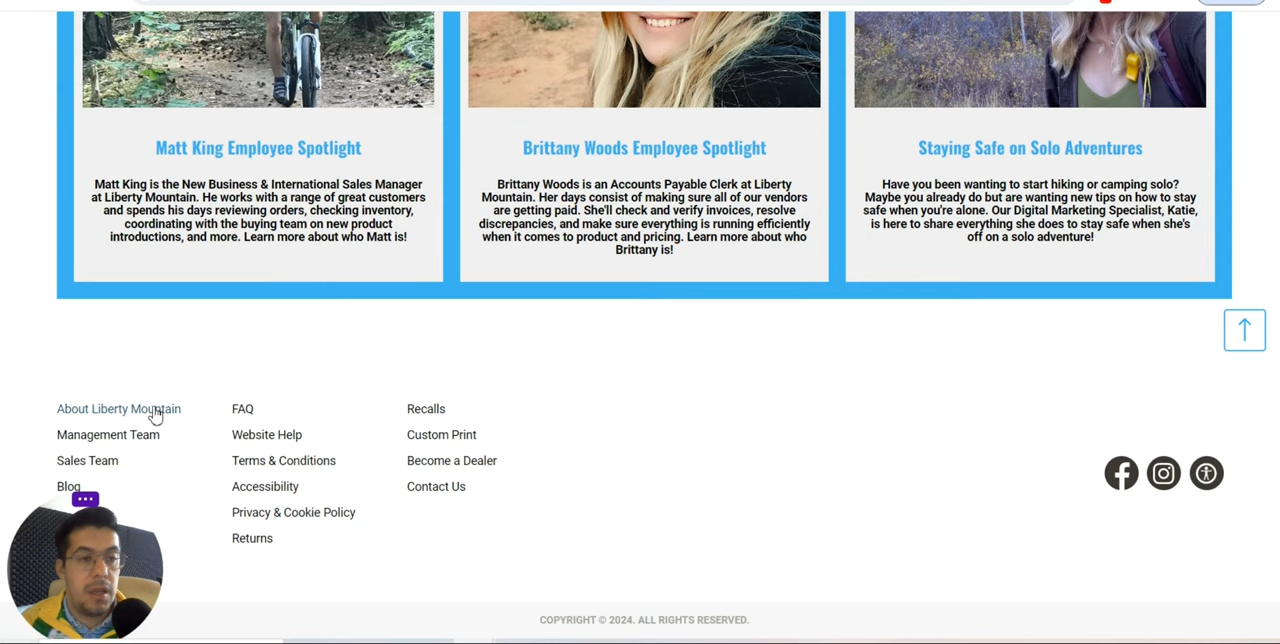 Matt King Employee Spotlight
Matt King is the New Business & International Sales Manager
at Liberty Mountain. He works with a range of great customers
and spends his days reviewing orders, checking inventory,
coordinating with the buying team on new product
introductions, and more. Learn more about who Matt is!
Brittany Woods Employee Spotlight
Brittany Woods is an Accounts Payable Clerk at Liberty
Mountain. Her days consist of making sure all of our vendors
are getting paid. She'll check and verify invoices, resolve
discrepancies, and make sure everything is running efficiently
when it comes to product and pricing. Learn more about who
Brittany is!
Staying Safe on Solo Adventures
Have you been wanting to start hiking or camping solo?
Maybe you already do but are wanting new tips on how to stay
safe when you're alone. Our Digital Marketing Specialist, Katie,
is here to share everything she does to stay safe when she's
off on a solo adventure!
About Liberty Mountain
Management Team
Sales Team
Blog
FAQ
Website Help
Terms & Conditions
Accessibility
Privacy & Cookie Policy
Returns
Recalls
Custom Print
Become a Dealer
Contact Us
COPYRIGHT © 2024. ALL RIGHTS RESERVED.